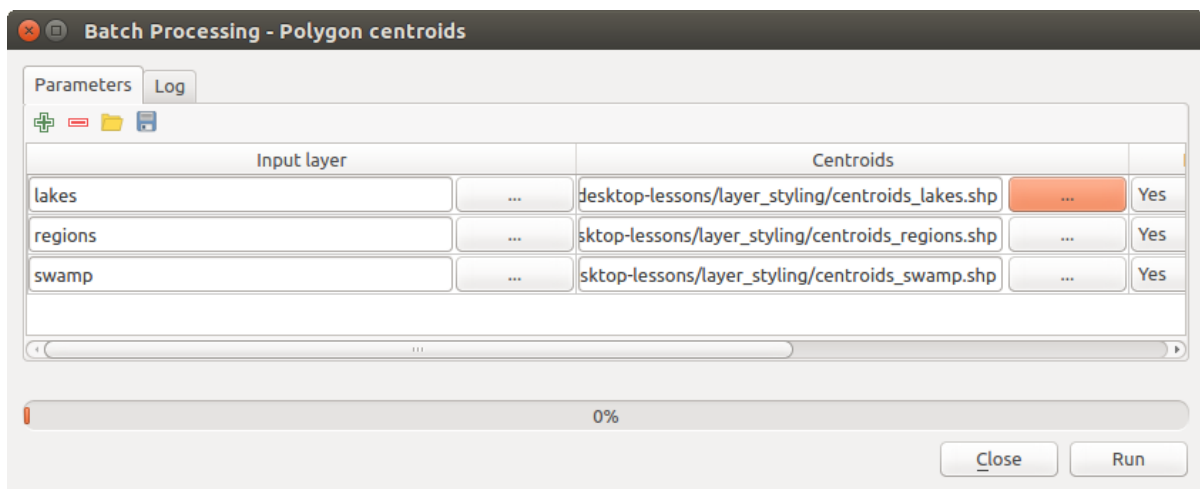 Batch Processing - Polygon centroids
Parameters Log
Input layer Centroids
lakes ... desktop-lessons/layer_styling/centroids_lakes.shp ... Yes
regions ... sktop-lessons/layer_styling/centroids_regions.shp ... Yes
swamp ... sktop-lessons/layer_styling/centroids_swamp.shp ... Yes
0%
Close Run